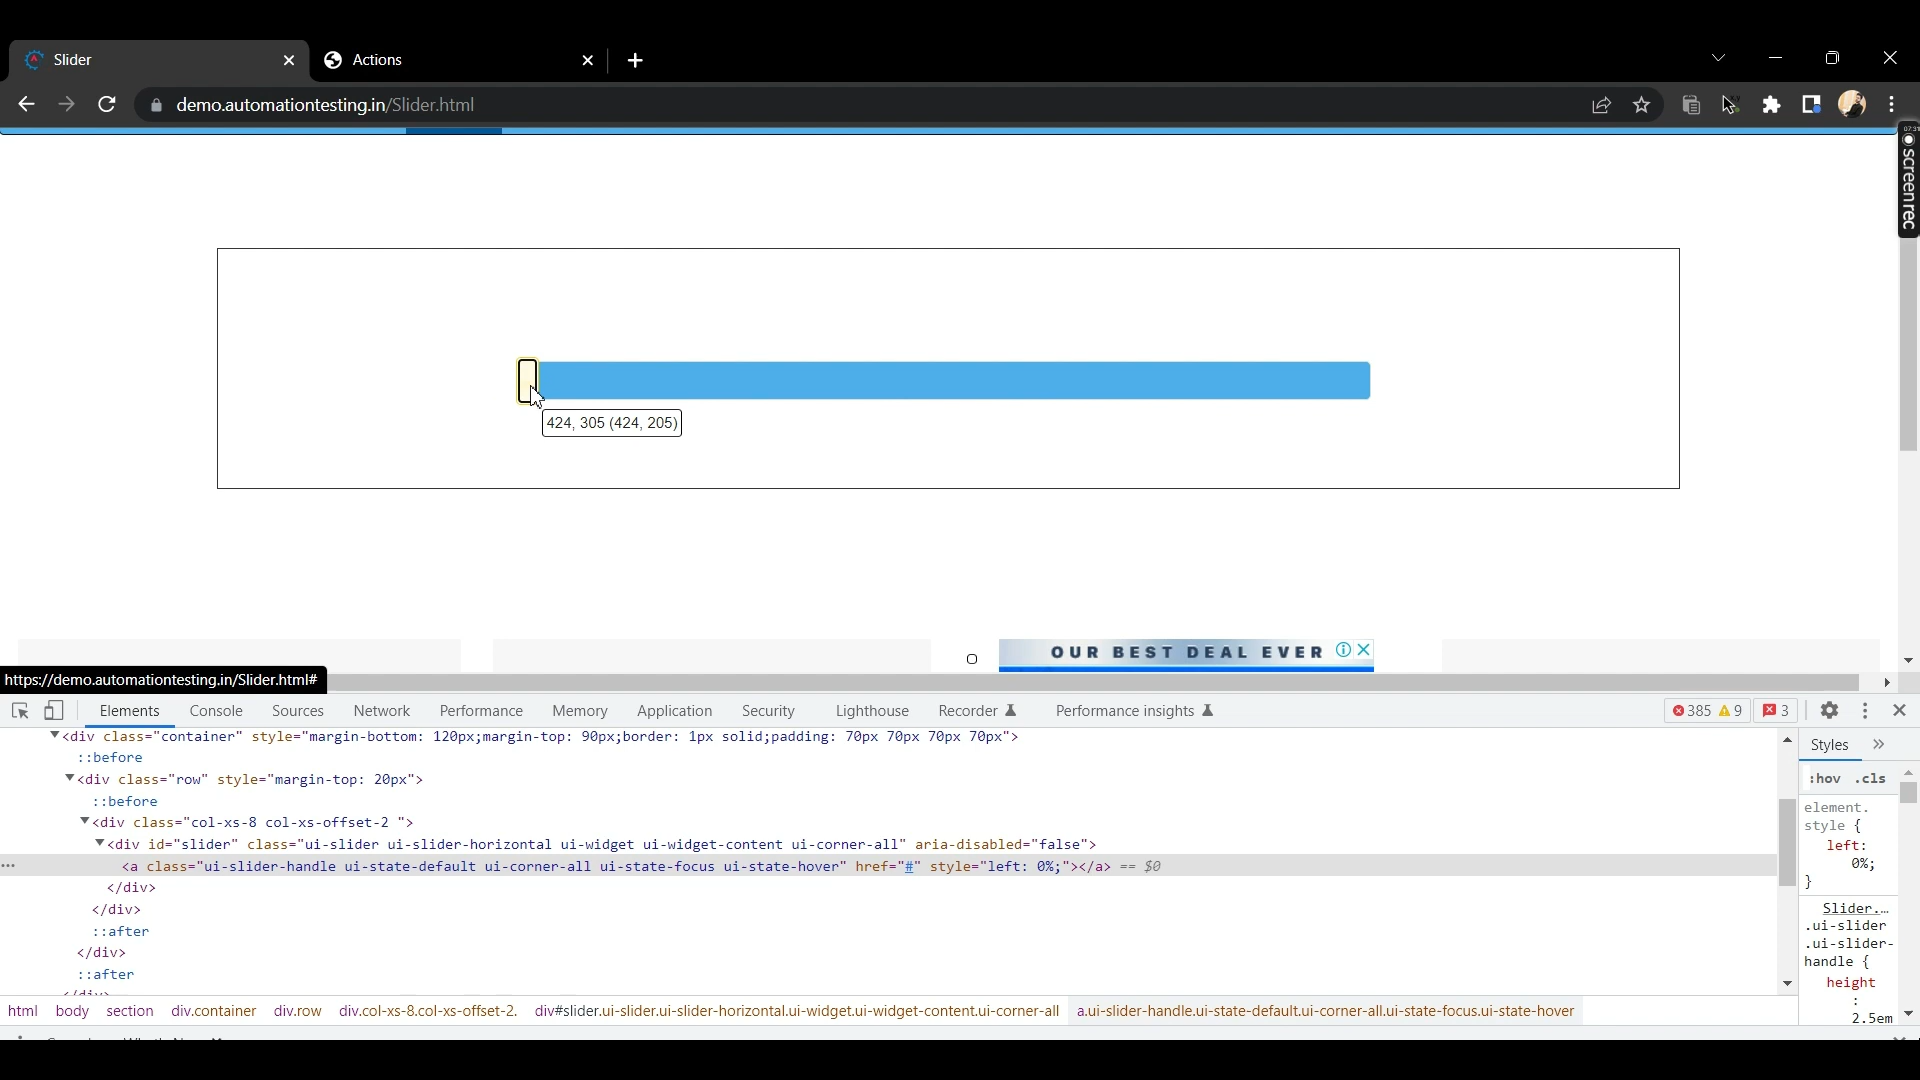 Slider
Actions
demo.automationtesting.in/Slider.html
screenrec
424, 305 (424, 205)
OUR BEST DEAL EVER
https://demo.automationtesting.in/Slider.html#
Elements Console Sources Network Performance Memory Application Security Lighthouse Recorder Performance insights 385 9 3
<div class="container" style="margin-bottom: 120px;margin-top: 90px;border: 1px solid;padding: 70px 70px 70px 70px">
::before
<div class="row" style="margin-top: 20px">
::before
<div class="col-xs-8 col-xs-offset-2 ">
<div id="slider" class="ui-slider ui-slider-horizontal ui-widget ui-widget-content ui-corner-all" aria-disabled="false">
<a class="ui-slider-handle ui-state-default ui-corner-all ui-state-focus ui-state-hover" href="#" style="left: 0%;"></a> == $0
</div>
</div>
::after
</div>
::after
Styles
:hov .cls
element.
style {
left:
0%;
}
Slider.…
.ui-slider
.ui-slider-
handle {
height
:
2.5em
html body section div.container div.row div.col-xs-8.col-xs-offset-2. div#slider.ui-slider.ui-slider-horizontal.ui-widget.ui-widget-content.ui-corner-all a.ui-slider-handle.ui-state-default.ui-corner-all.ui-state-focus.ui-state-hover